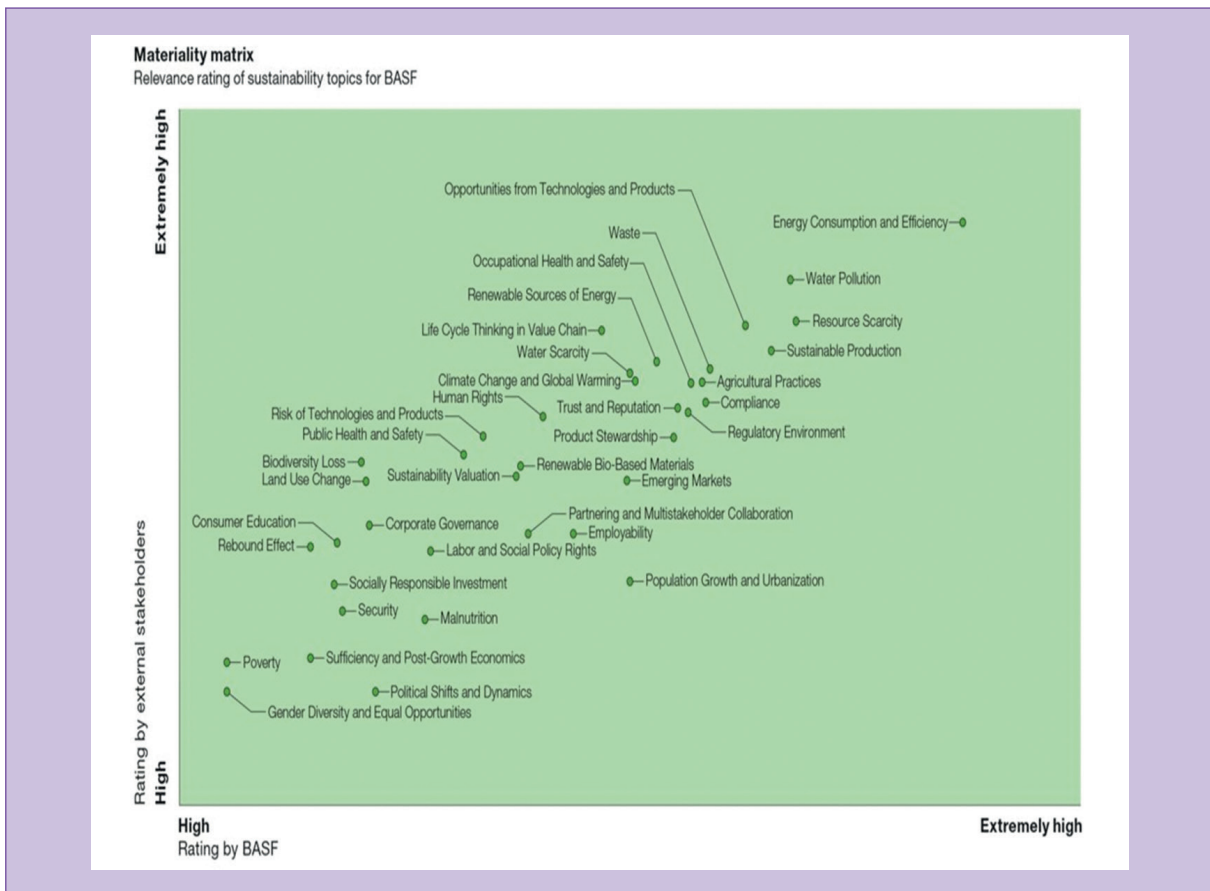 Materiality matrix
Relevance rating of sustainability topics for BASF
Extremely high
Opportunities from Technologies and Products
Energy Consumption and Efficiency
Waste
Occupational Health and Safety
Water Pollution
Renewable Sources of Energy
Resource Scarcity
Life Cycle Thinking in Value Chain
Water Scarcity
Sustainable Production
Climate Change and Global Warming
Agricultural Practices
Human Rights
Trust and Reputation
Compliance
Risk of Technologies and Products
Public Health and Safety
Product Stewardship
Regulatory Environment
Biodiversity Loss
Renewable Bio-Based Materials
Land Use Change
Sustainability Valuation
Emerging Markets
Partnering and Multistakeholder Collaboration
Consumer Education
Corporate Governance
Employability
Rebound Effect
Labor and Social Policy Rights
Socially Responsible Investment
Population Growth and Urbanization
Security
Malnutrition
Poverty
Sufficiency and Post-Growth Economics
Political Shifts and Dynamics
Gender Diversity and Equal Opportunities
Rating by external stakeholders
High
High
Extremely high
Rating by BASF